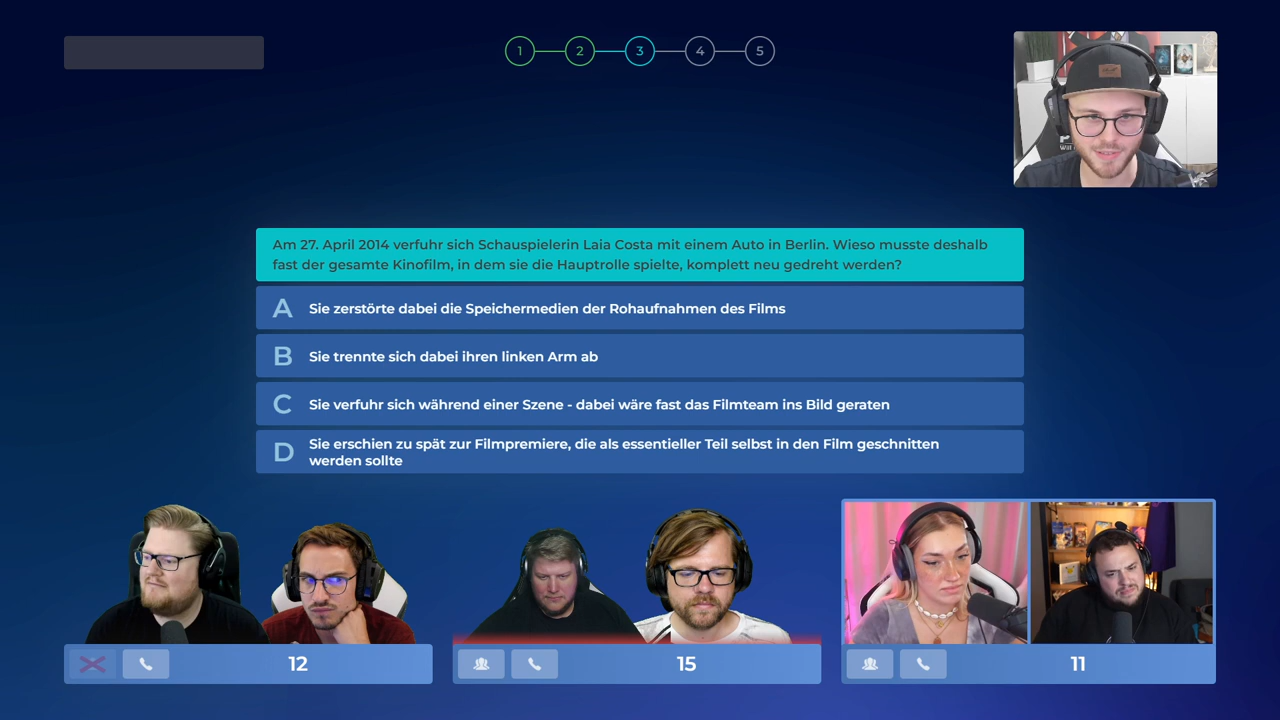 1 2 3 4 5
Am 27. April 2014 verfuhr sich Schauspielerin Laia Costa mit einem Auto in Berlin. Wieso musste deshalb
fast der gesamte Kinofilm, in dem sie die Hauptrolle spielte, komplett neu gedreht werden?
A Sie zerstörte dabei die Speichermedien der Rohaufnahmen des Films
B Sie trennte sich dabei ihren linken Arm ab
C Sie verfuhr sich während einer Szene - dabei wäre fast das Filmteam ins Bild geraten
D Sie erschien zu spät zur Filmpremiere, die als essentieller Teil selbst in den Film geschnitten
werden sollte
12
15
11